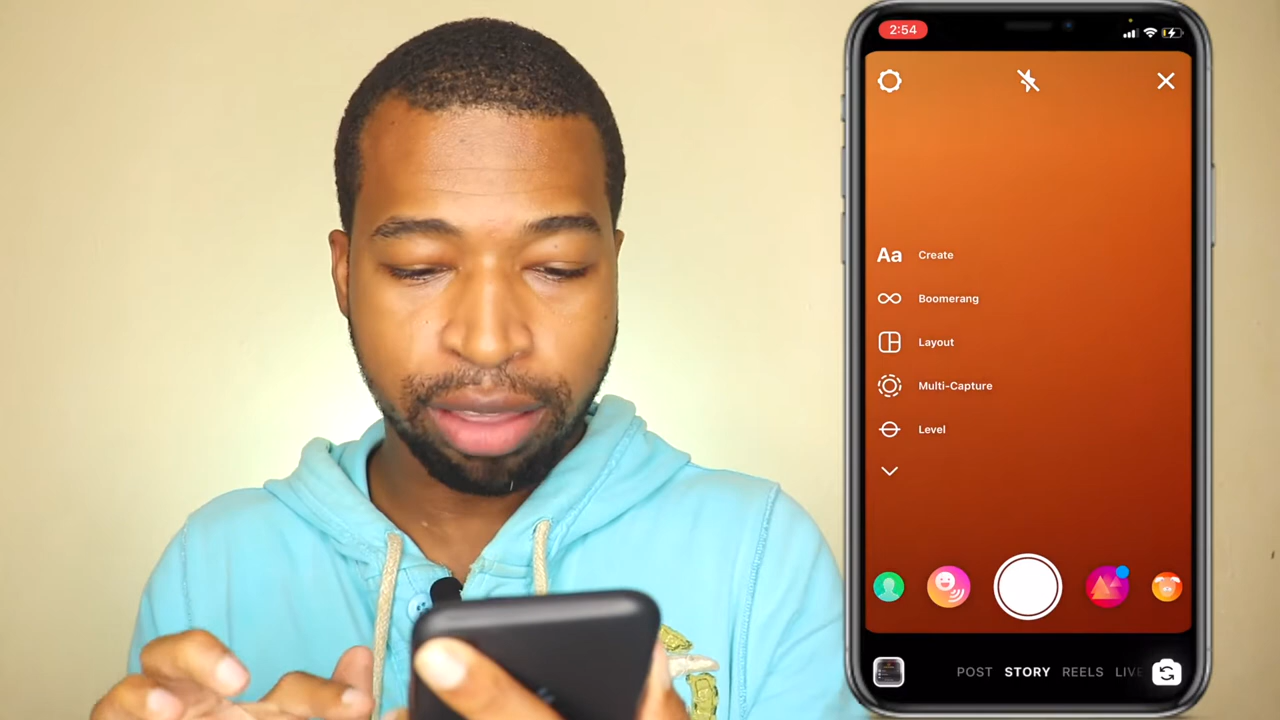 2:54
Aa Create
Boomerang
Layout
Multi-Capture
Level
POST STORY REELS LIVE